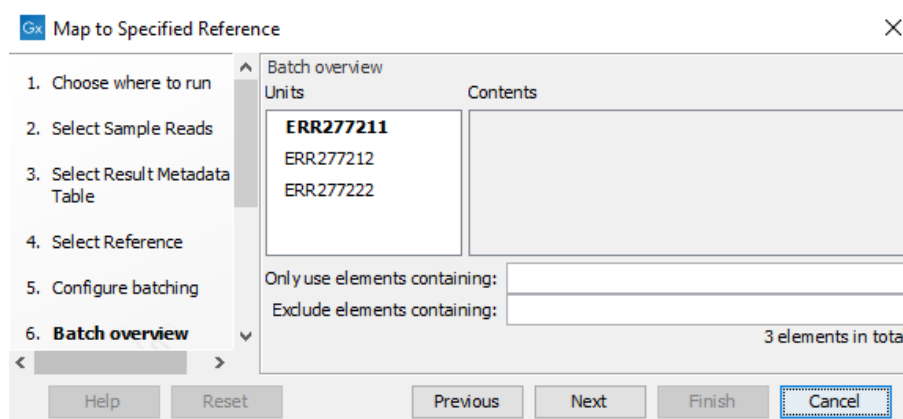 Gx Map to Specified Reference
1. Choose where to run
2. Select Sample Reads
3. Select Result Metadata
Table
4. Select Reference
5. Configure batching
6. Batch overview
Batch overview
Units
Contents
ERR277211
ERR277212
ERR277222
Only use elements containing:
Exclude elements containing:
3 elements in tota
Help Reset Previous Next Finish Cancel